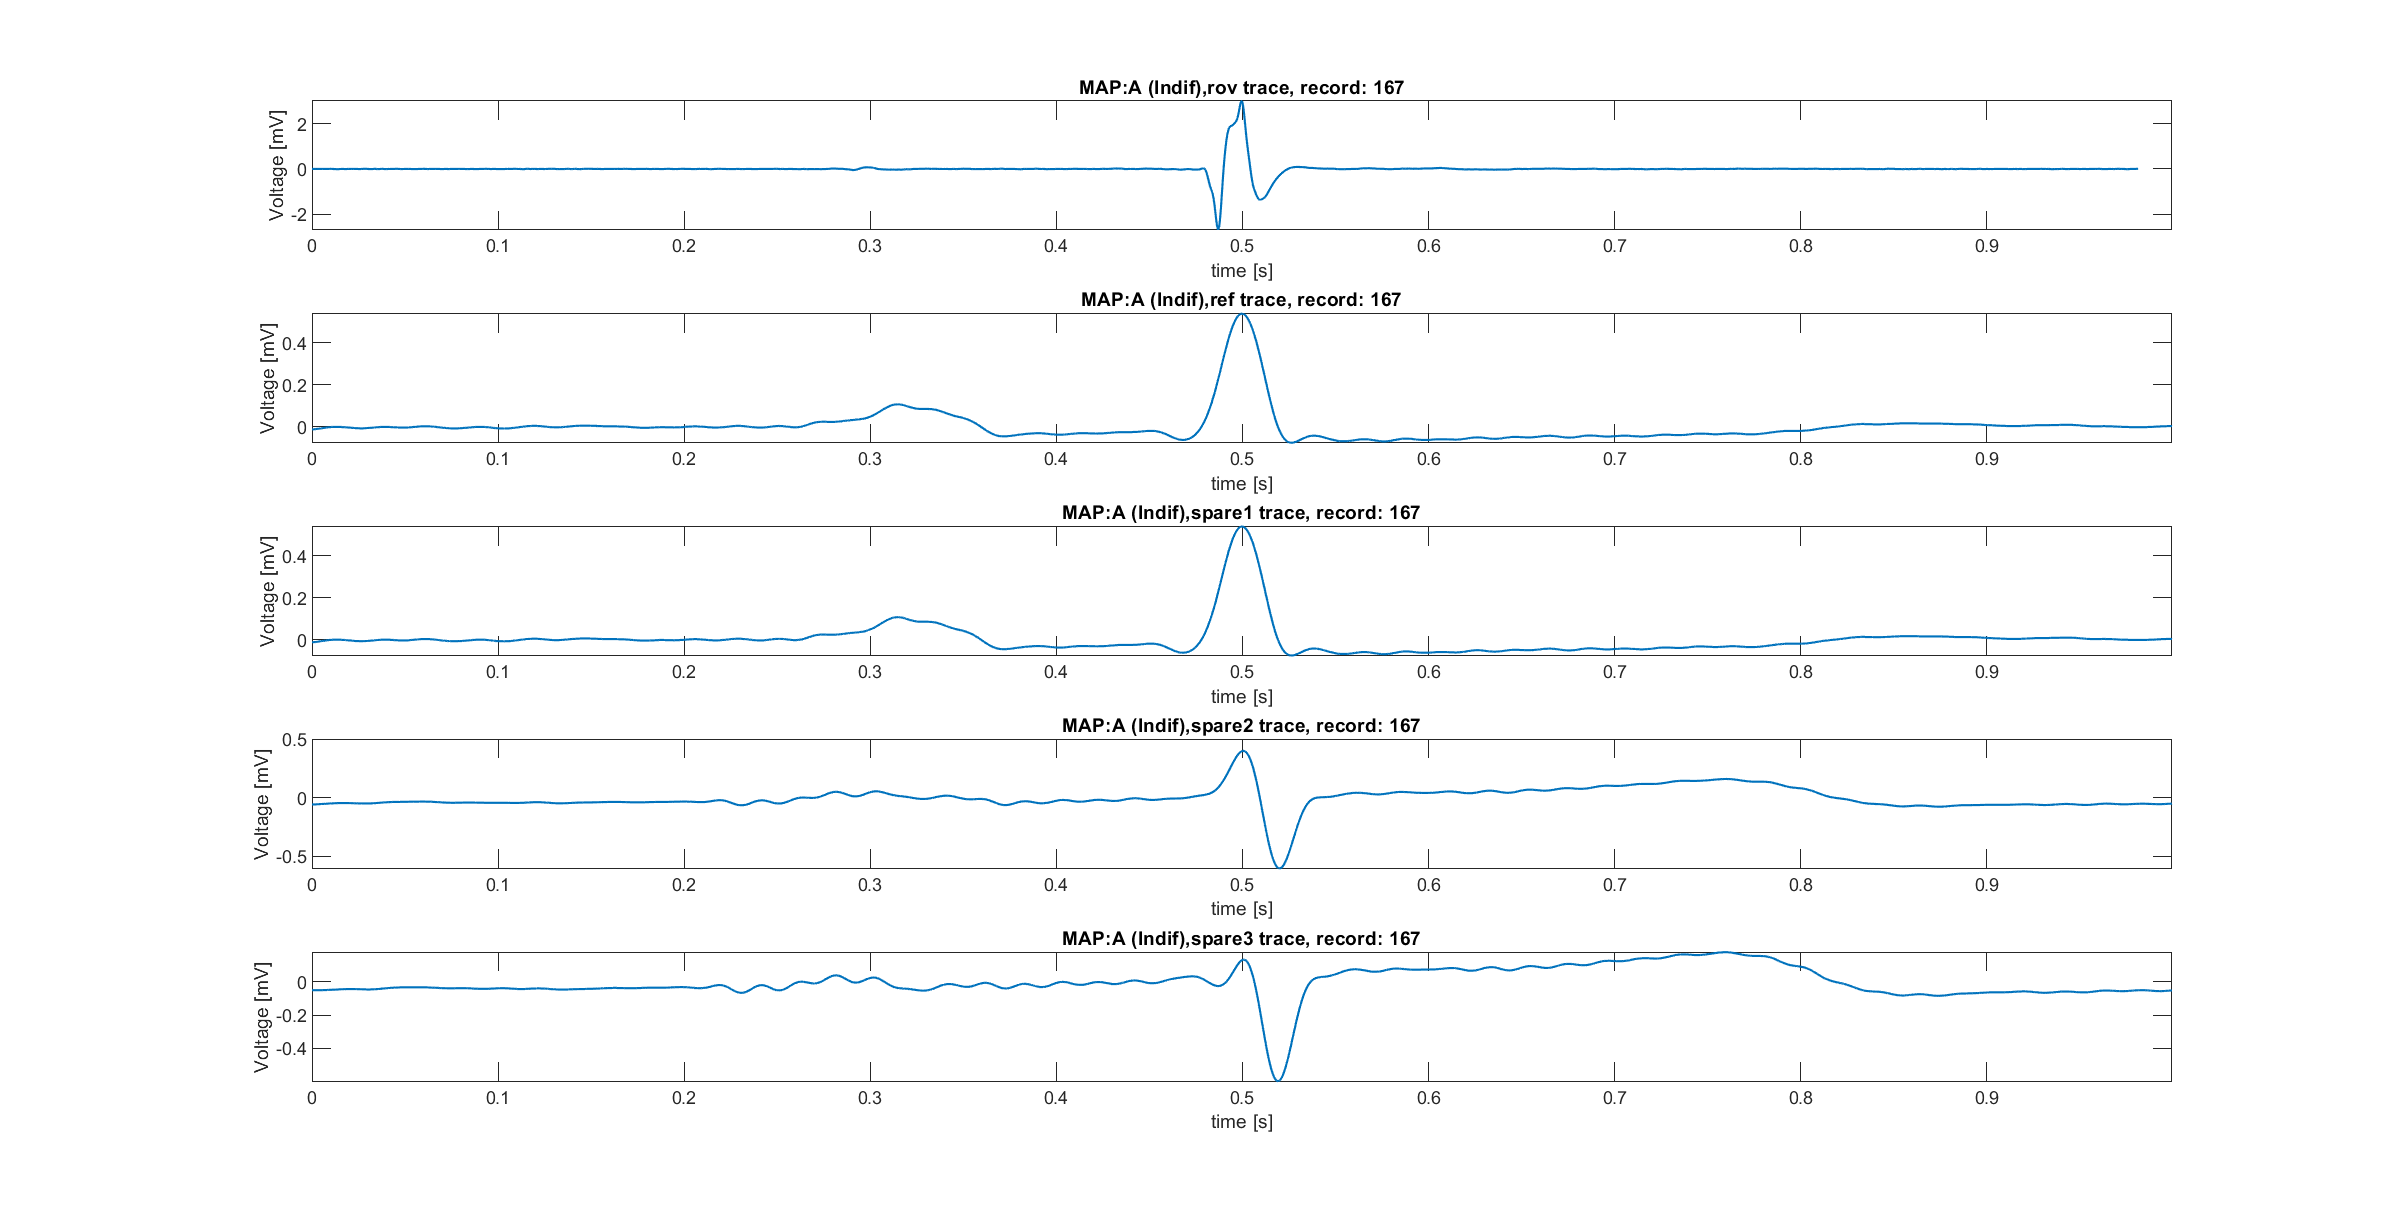 MAP:A (Indif),rov trace, record: 167
Voltage [mV]
2
0
-2
0 0.1 0.2 0.3 0.4 0.5 0.6 0.7 0.8 0.9
time [s]
MAP:A (Indif),ref trace, record: 167
Voltage [mV]
0.4
0.2
0
0 0.1 0.2 0.3 0.4 0.5 0.6 0.7 0.8 0.9
time [s]
MAP:A (Indif),spare1 trace, record: 167
Voltage [mV]
0.4
0.2
0
0 0.1 0.2 0.3 0.4 0.5 0.6 0.7 0.8 0.9
time [s]
MAP:A (Indif),spare2 trace, record: 167
Voltage [mV]
0.5
0
-0.5
0 0.1 0.2 0.3 0.4 0.5 0.6 0.7 0.8 0.9
time [s]
MAP:A (Indif),spare3 trace, record: 167
Voltage [mV]
0
-0.2
-0.4
0 0.1 0.2 0.3 0.4 0.5 0.6 0.7 0.8 0.9
time [s]